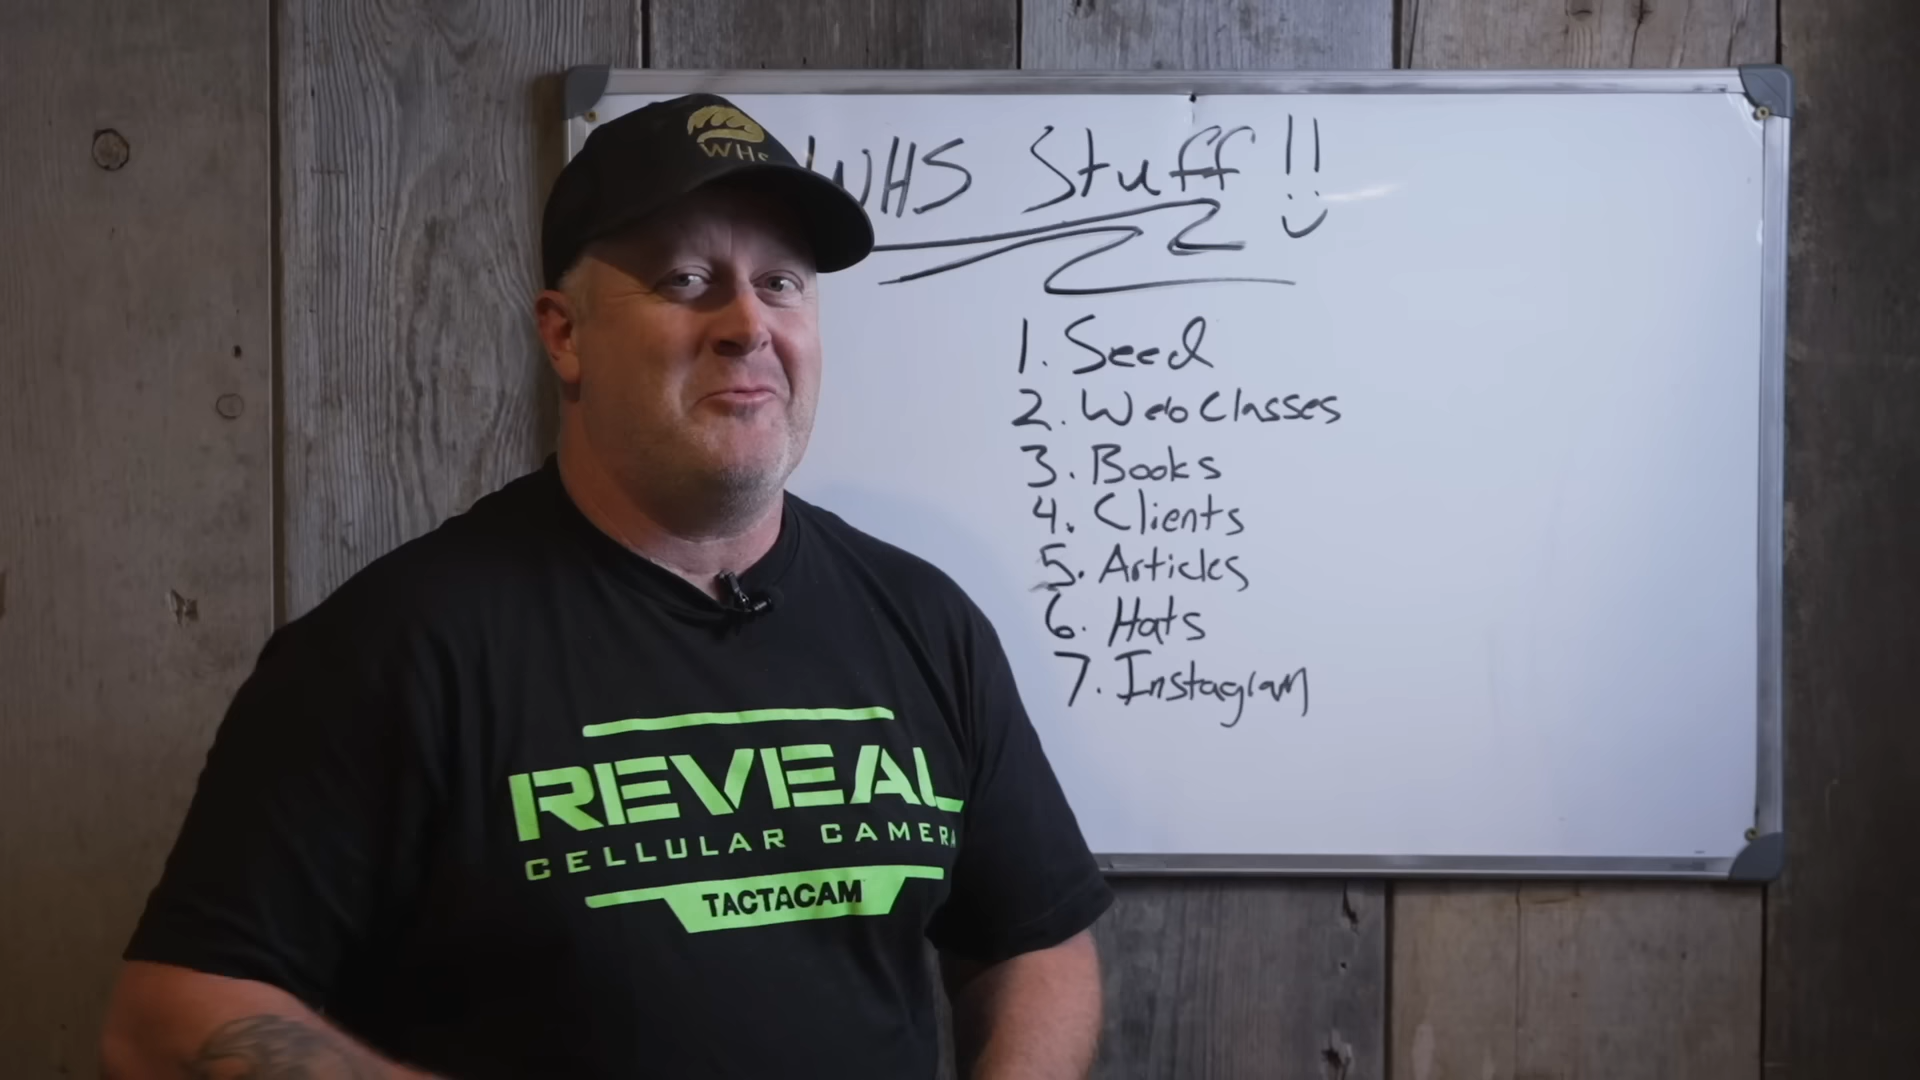 WHS
WHS Stuff !!
1. Seed
2. Web Classes
3. Books
4. Clients
5. Articles
6. Hats
7. Instagram
REVEAL
CELLULAR CAMERA
TACTACAM